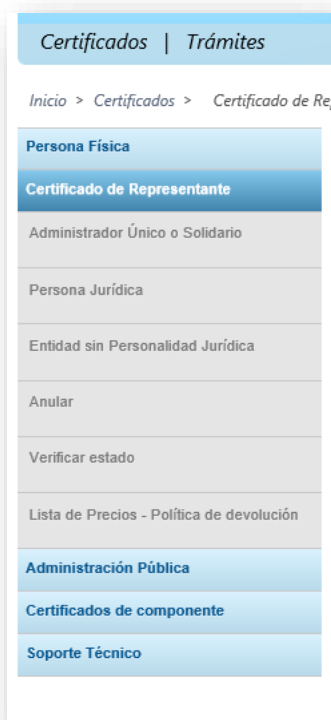 Certificados | Trámites
Inicio > Certificados > Certificado de
Persona Física
Certificado de Representante
Administrador Único o Solidario
Persona Jurídica
Entidad sin Personalidad Jurídica
Anular
Verificar estado
Lista de Precios - Política de devolución
Administración Pública
Certificados de componente
Soporte Técnico